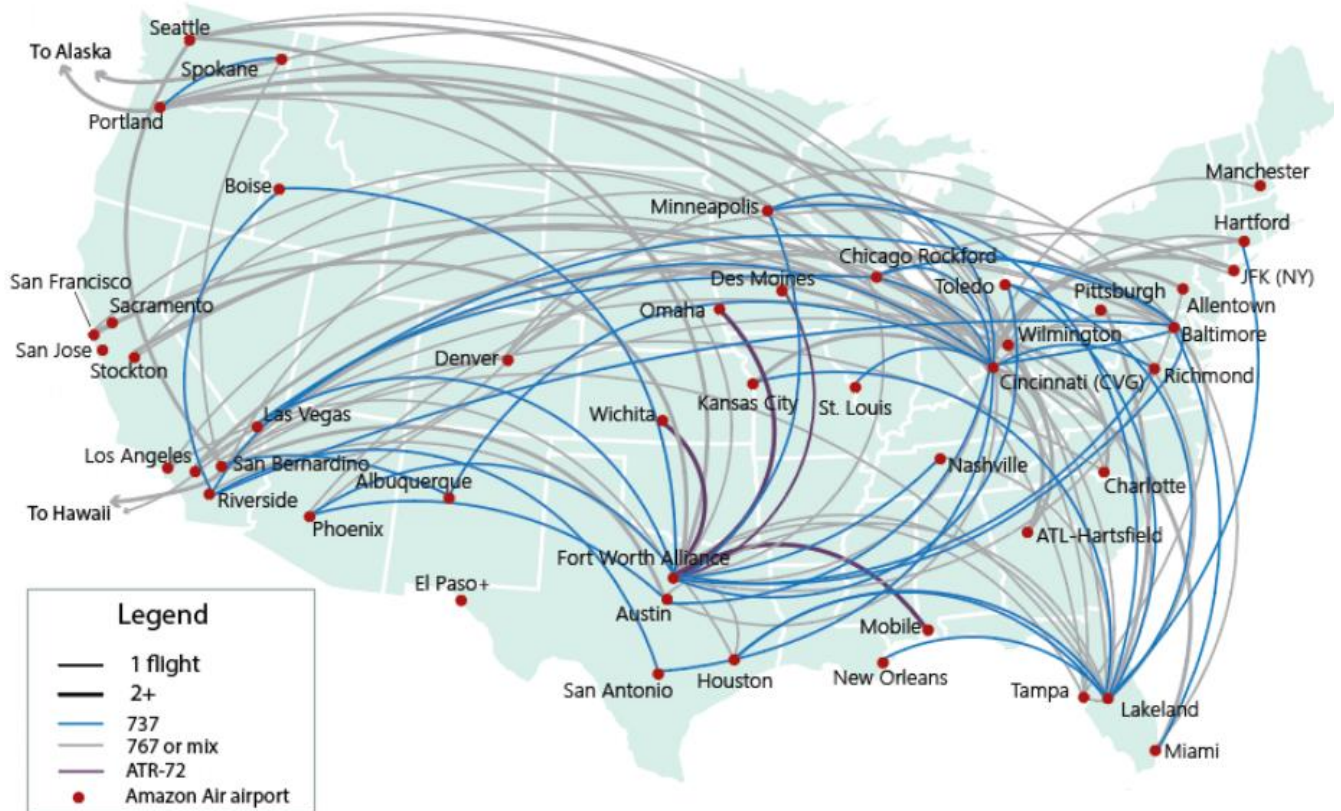 Seattle
To Alaska
Spokane
Portland
Boise
Minneapolis
Manchester
Hartford
Chicago Rockford
Des Moines
Toledo
JFK (NY)
Pittsburgh
San Francisco
Sacramento
Omaha
Allentown
Wilmington
Baltimore
San Jose
Stockton
Denver
Cincinnati (CVG)
Richmond
Kansas City
St. Louis
Las Vegas
Wichita
Los Angeles
San Bernardino
Nashville
Albuquerque
Charlotte
Riverside
To Hawaii
Phoenix
ATL-Hartsfield
Fort Worth Alliance
El Paso+
Austin
Mobile
New Orleans
San Antonio
Houston
Tampa
Lakeland
Miami
Legend
1 flight
2+
737
767 or mix
ATR-72
Amazon Air airport